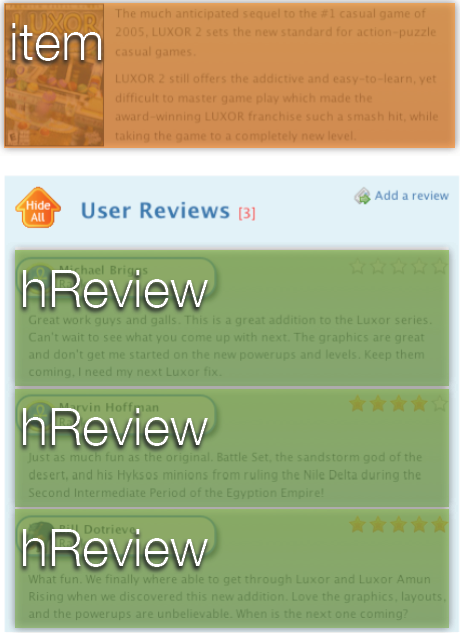 LUXOR
item
The much anticipated sequel to the #1 casual game of
2005, LUXOR 2 sets the new standard for action-puzzle
casual games.
LUXOR 2 still offers the addictive and easy-to-learn, yet
difficult to master game play which made the
award-winning LUXOR franchise such a smash hit, while
taking the game to a completely new level.
Hide
All
User Reviews [3]
Add a review
Michael Briggs
hReview
Great work guys and galls. This is a great addition to the Luxor series.
Can't wait to see what you come up with next. The graphics are great
and don't get me started on the new powerups and levels. Keep them
coming, I need my next Luxor fix.
Marvin Hoffman
hReview
Just as much fun as the original. Battle Set, the sandstorm god of the
desert, and his Hyksos minions from ruling the Nile Delta during the
Second Intermediate Period of the Egyption Empire!
Bill Dotrieve
hReview
What fun. We finally where able to get through Luxor and Luxor Amun
Rising when we discovered this new addition. Love the graphics, layouts,
and the powerups are unbelievable. When is the next one coming?